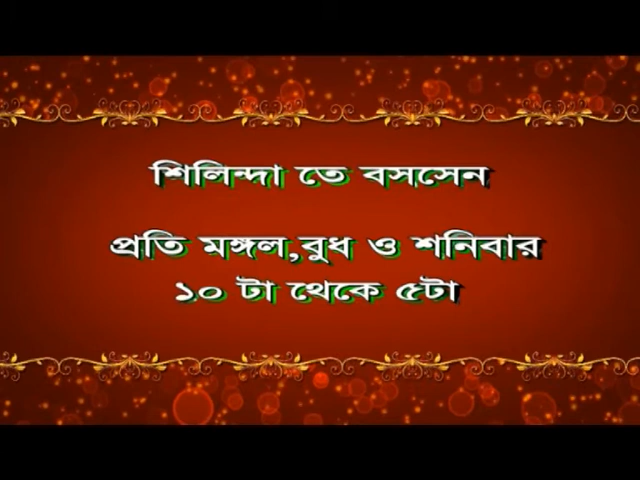 শিলিন্দা তে বসসেন
প্রতি মঙ্গল,বুধ ও শনিবার
১০ টা থেকে ৫টা